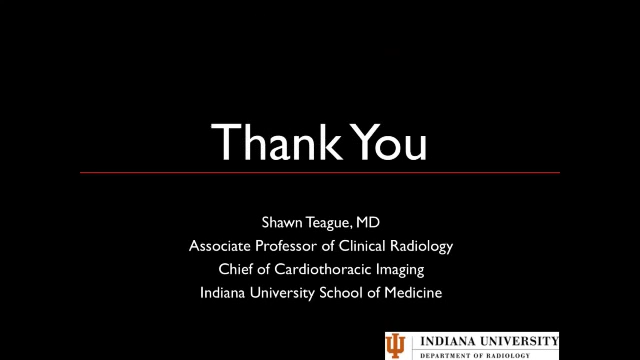 Thank You
Shawn Teague, MD
Associate Professor of Clinical Radiology
Chief of Cardiothoracic Imaging
Indiana University School of Medicine
INDIANA UNIVERSITY
DEPARTMENT OF RADIOLOGY